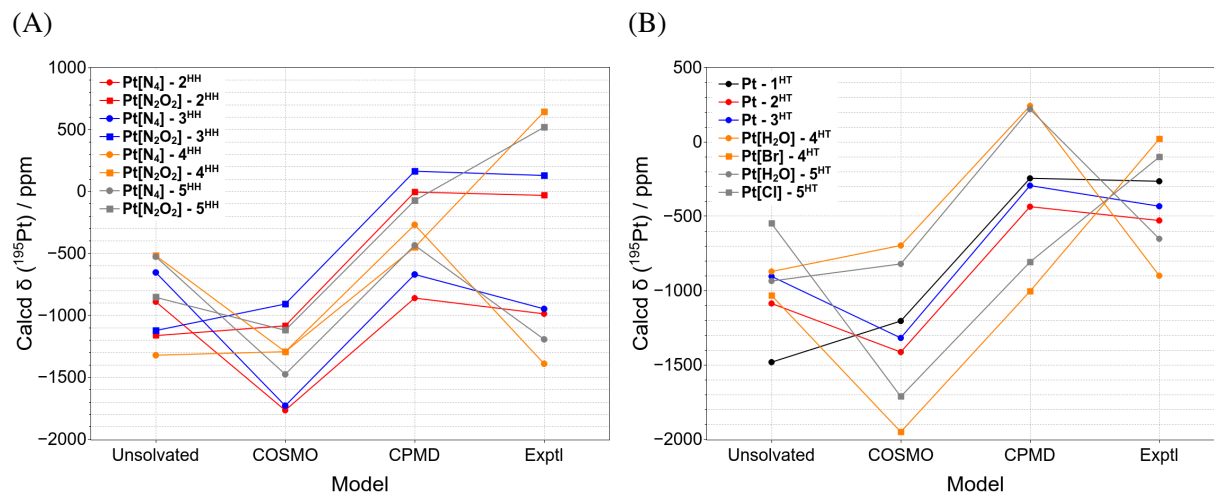 (A)
Calcd δ (¹⁹⁵Pt) / ppm
1000
500
0
−500
−1000
−1500
−2000
Pt[N₄] - 2ᴴᴴ
Pt[N₂O₂] - 2ᴴᴴ
Pt[N₄] - 3ᴴᴴ
Pt[N₂O₂] - 3ᴴᴴ
Pt[N₄] - 4ᴴᴴ
Pt[N₂O₂] - 4ᴴᴴ
Pt[N₄] - 5ᴴᴴ
Pt[N₂O₂] - 5ᴴᴴ
Unsolvated COSMO CPMD Exptl
Model
(B)
Calcd δ (¹⁹⁵Pt) / ppm
500
0
−500
−1000
−1500
−2000
Pt - 1ᴴᵀ
Pt - 2ᴴᵀ
Pt - 3ᴴᵀ
Pt[H₂O] - 4ᴴᵀ
Pt[Br] - 4ᴴᵀ
Pt[H₂O] - 5ᴴᵀ
Pt[Cl] - 5ᴴᵀ
Unsolvated COSMO CPMD Exptl
Model